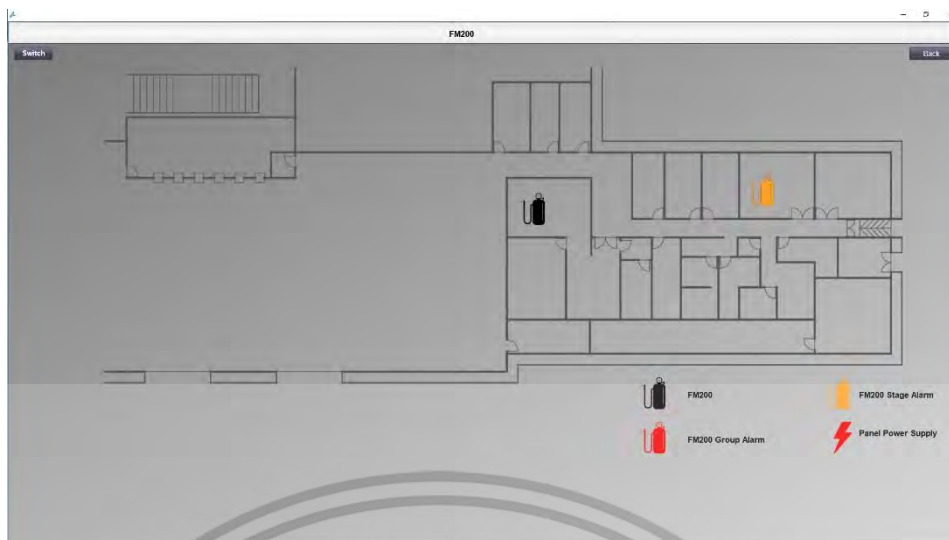 FM200
Switch
Back
FM200
FM200 Stage Alarm
FM200 Group Alarm
Panel Power Supply